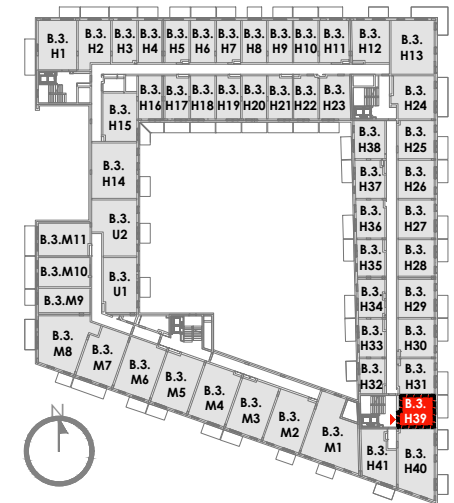 B.3.
H1
B.3.
H2
B.3.
H3
B.3.
H4
B.3.
H5
B.3.
H6
B.3.
H7
B.3.
H8
B.3.
H9
B.3.
H10
B.3.
H11
B.3.
H12
B.3.
H13
B.3.
H16
B.3.
H17
B.3.
H18
B.3.
H19
B.3.
H20
B.3.
H21
B.3.
H22
B.3.
H23
B.3.
H24
B.3.
H15
B.3.
H38
B.3.
H25
B.3.
H14
B.3.
H37
B.3.
H26
B.3.
U2
B.3.
H36
B.3.
H27
B.3.M11
B.3.
H35
B.3.
H28
B.3.M10
B.3.
U1
B.3.
H34
B.3.
H29
B.3.M9
B.3.
H33
B.3.
H30
B.3.
M8
B.3.
M7
B.3.
M6
B.3.
M5
B.3.
M4
B.3.
M3
B.3.
M2
B.3.
M1
B.3.
H32
B.3.
H31
B.3.
H39
B.3.
H41
B.3.
H40
N